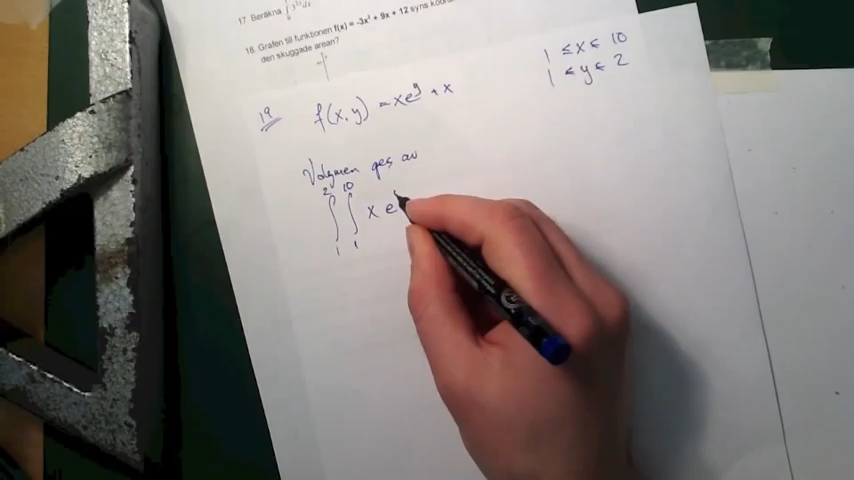 17. Beräkna
18. Grafen till funktionen f(x) = -3x² + 9x + 12 syns
den skuggade arean?
19 f(x,y) = xe^y + x
1 ≤ x ≤ 10
1 ≤ y ≤ 2
Volymen ges av
∫₁² ∫₁¹⁰ x e